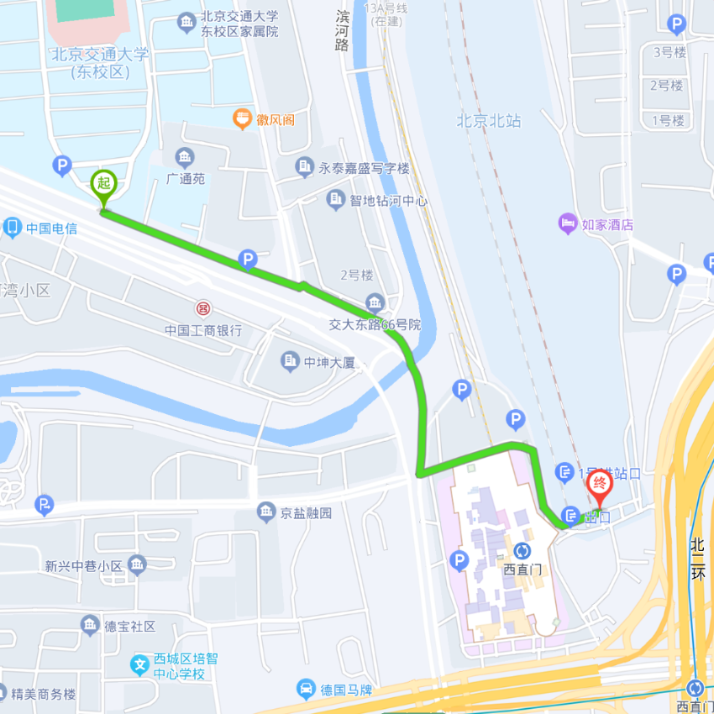 13A号线
(在建)
滨河路
北京交通大学
东校区家属院
北京交通大学
(东校区)
3号楼
2号楼
1号楼
徽风阁
北京北站
P
广通苑
永泰嘉盛写字楼
智地钻河中心
起
如家酒店
中国电信
P
2号楼
湾小区
中国工商银行
交大东路66号院
中坤大厦
P
P
1号进站口
终
出口
P
京盐融园
北二环
新兴中巷小区
P
西直门
德宝社区
西城区培智
中心学校
精美商务楼
德国马牌
西直门